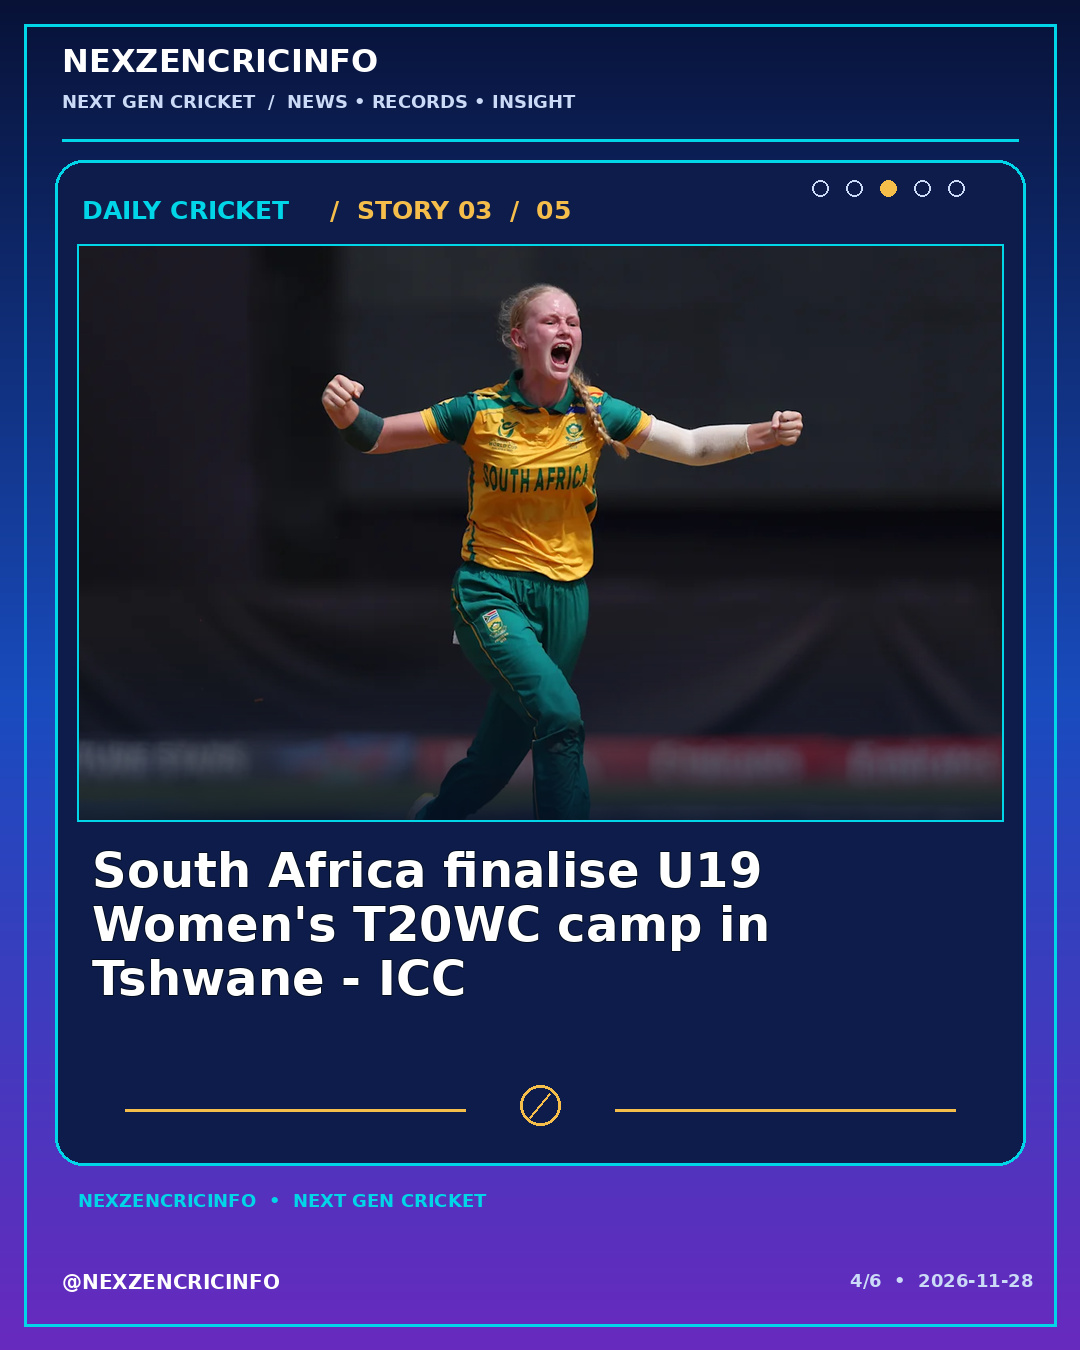 NEXZENCRICINFO
NEXT GEN CRICKET / NEWS • RECORDS • INSIGHT
DAILY CRICKET / STORY 03 / 05
SOUTH AFRICA
South Africa finalise U19
Women's T20WC camp in
Tshwane - ICC
NEXZENCRICINFO • NEXT GEN CRICKET
@NEXZENCRICINFO
4/6 • 2026-11-28